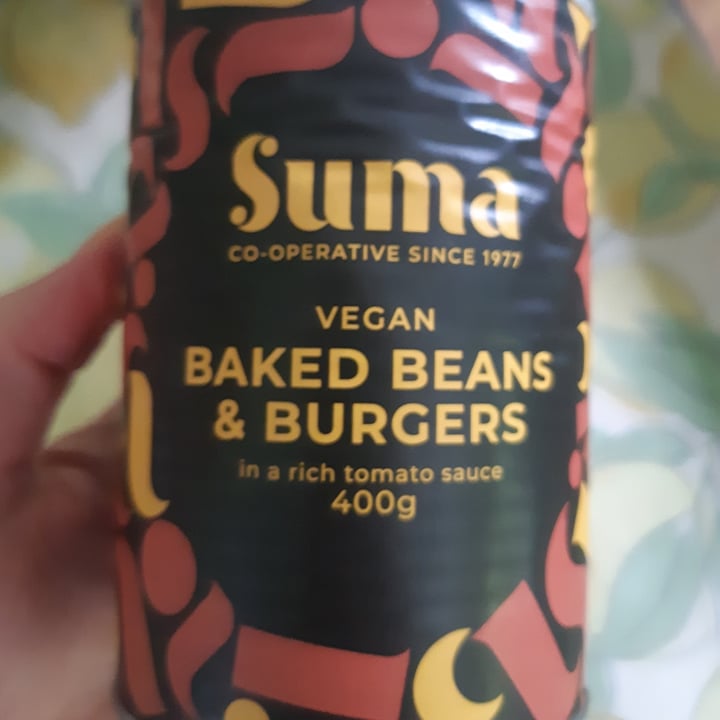 Suma
CO-OPERATIVE SINCE 1977
VEGAN
BAKED BEANS
& BURGERS
in a rich tomato sauce
400g